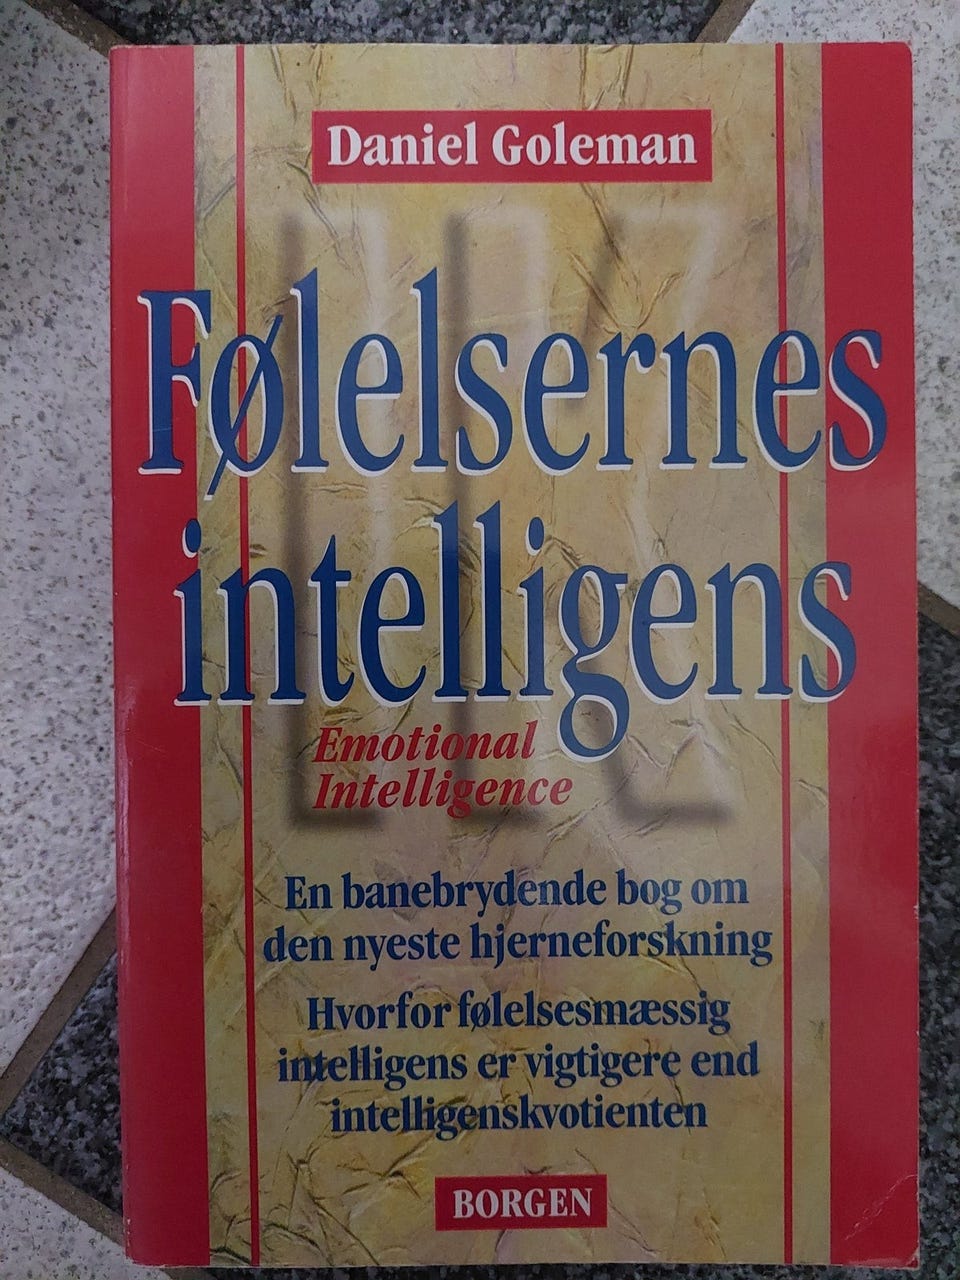 Daniel Goleman
Følelsernes
intelligens
Emotional
Intelligence
En banebrydende bog om
den nyeste hjerneforskning
Hvorfor følelsesmæssig
intelligens er vigtigere end
intelligenskvotienten
BORGEN